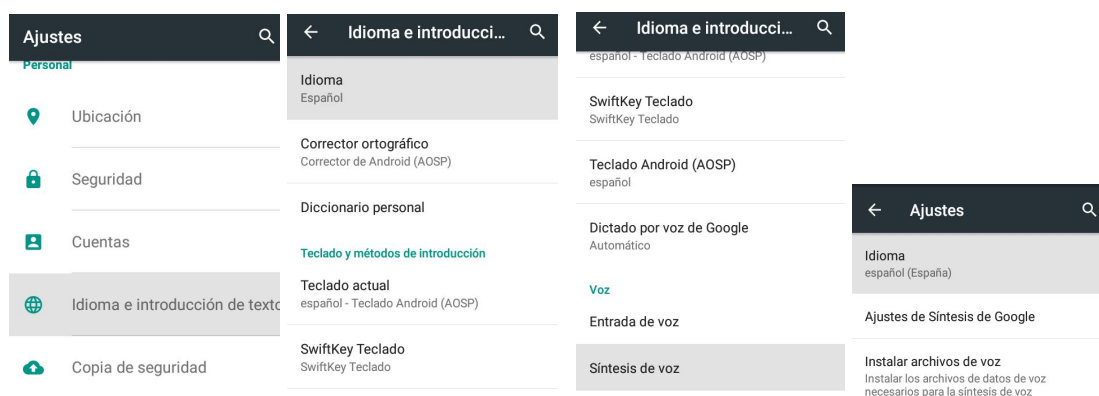 Ajustes
Personal
Ubicación
Seguridad
Cuentas
Idioma e introducción de texto
Copia de seguridad
Idioma e introducci...
Idioma
Español
Corrector ortográfico
Corrector de Android (AOSP)
Diccionario personal
Teclado y métodos de introducción
Teclado actual
español - Teclado Android (AOSP)
SwiftKey Teclado
SwiftKey Teclado
Idioma e introducci...
español - Teclado Android (AOSP)
SwiftKey Teclado
SwiftKey Teclado
Teclado Android (AOSP)
español
Dictado por voz de Google
Automático
Voz
Entrada de voz
Síntesis de voz
Ajustes
Idioma
español (España)
Ajustes de Síntesis de Google
Instalar archivos de voz
Instalar los archivos de datos de voz
necesarios para la síntesis de voz